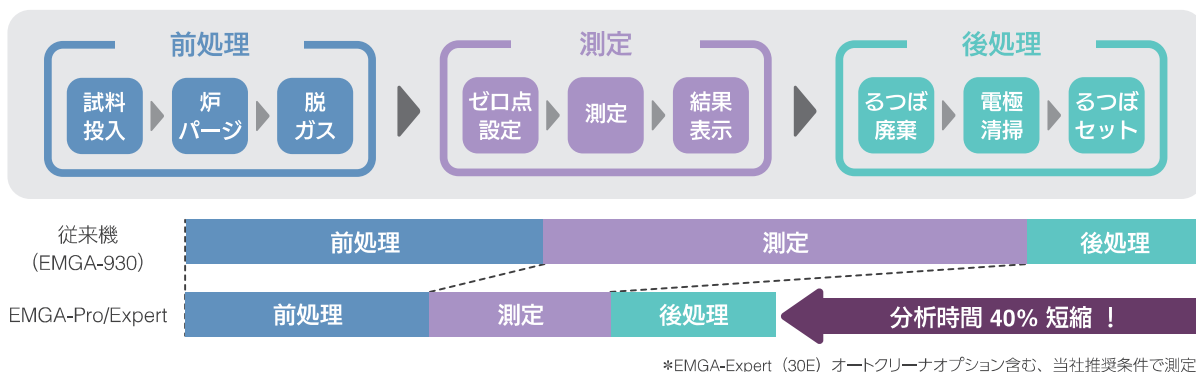 前処理
測定
後処理
試料
投入
炉
パージ
脱
ガス
ゼロ点
設定
測定
結果
表示
るつぼ
廃棄
電極
清掃
るつぼ
セット
従来機
(EMGA-930)
前処理
測定
後処理
EMGA-Pro/Expert
前処理
測定
後処理
分析時間 40% 短縮 !
*EMGA-Expert(30E)オートクリーナオプション含む、当社推奨条件で測定